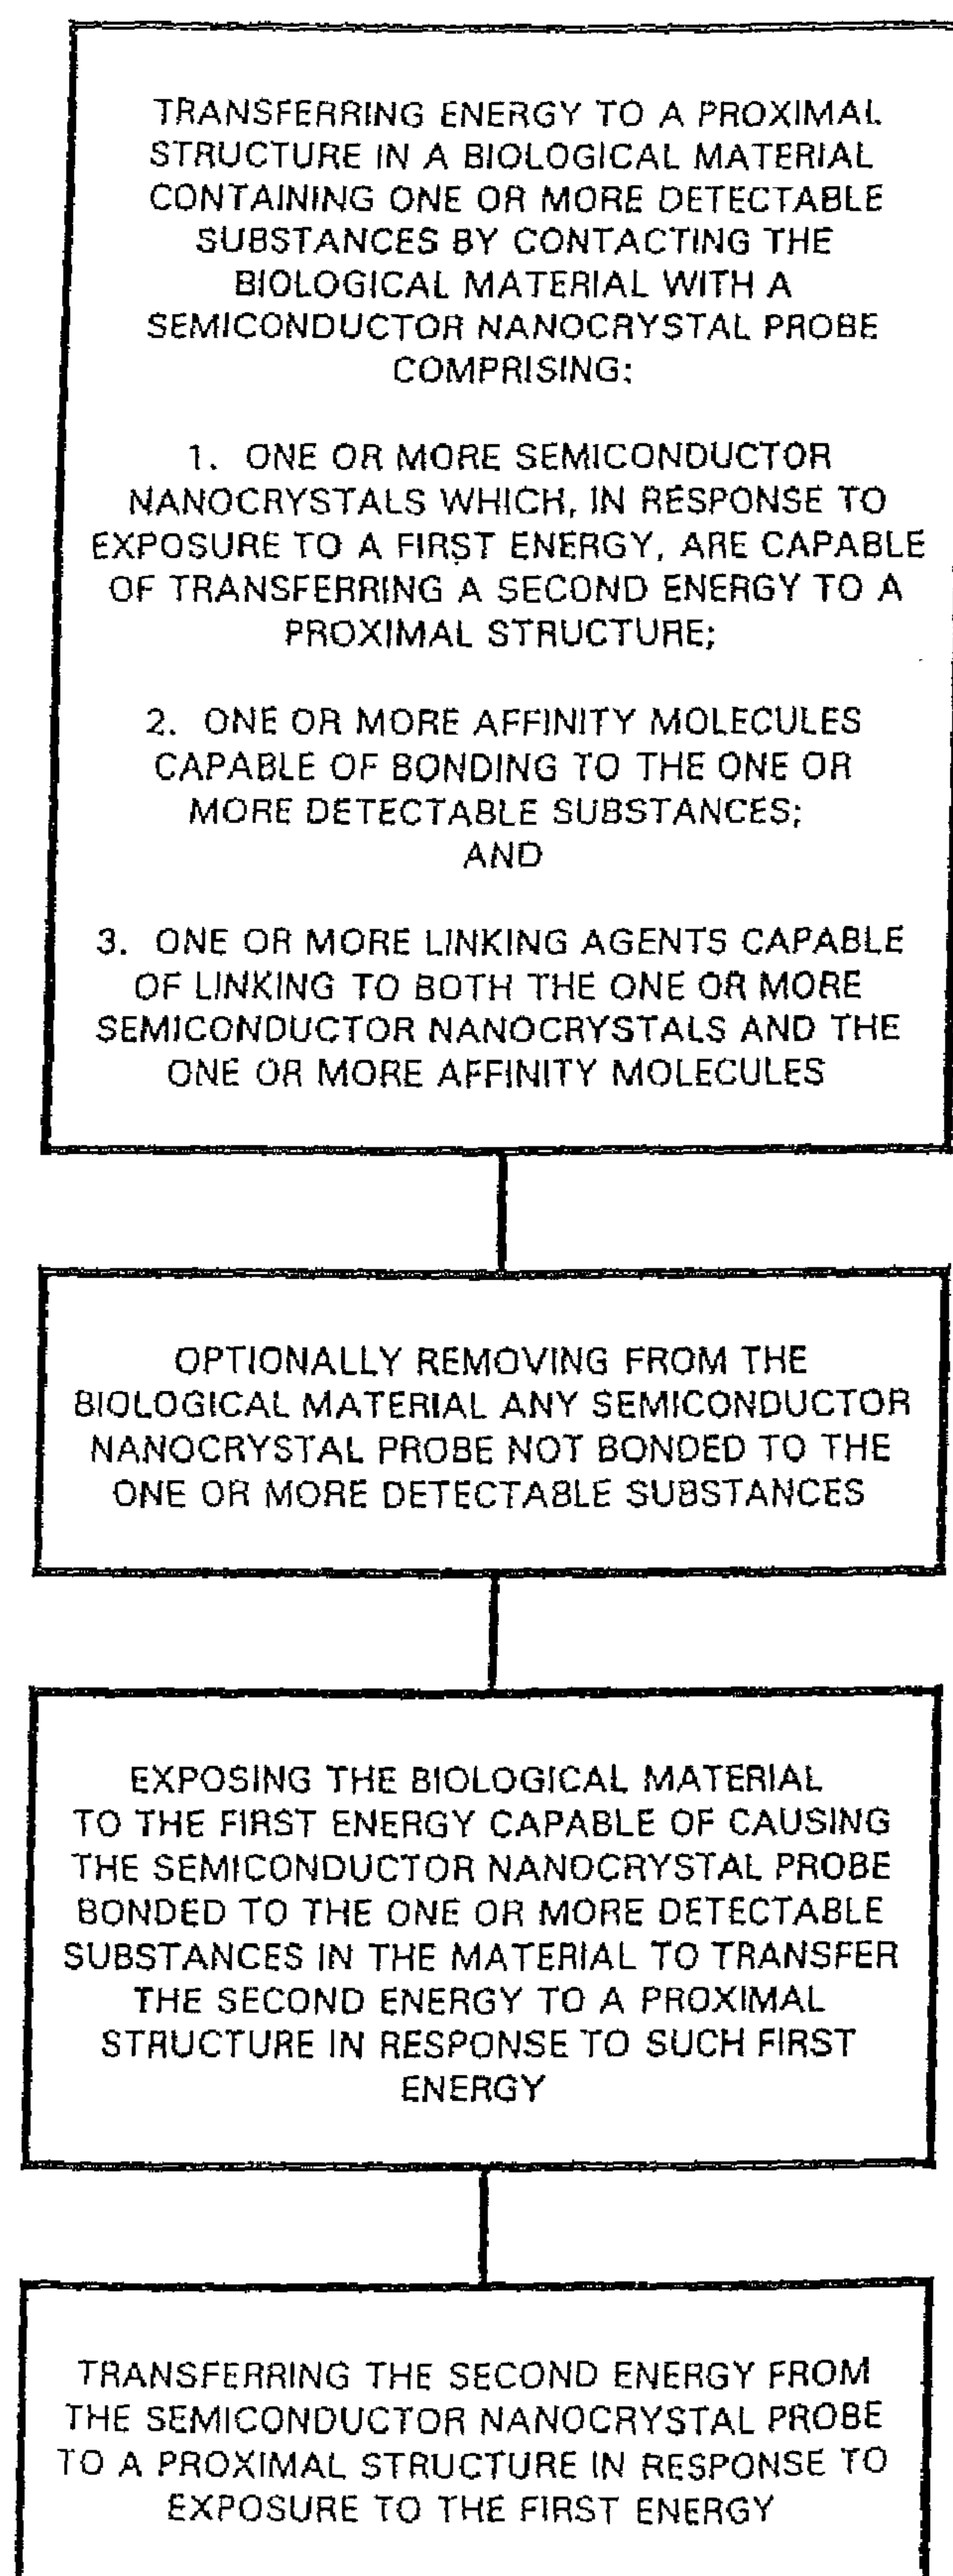 TRANSFERRING ENERGY TO A PROXIMAL
STRUCTURE IN A BIOLOGICAL MATERIAL
CONTAINING ONE OR MORE DETECTABLE
SUBSTANCES BY CONTACTING THE
BIOLOGICAL MATERIAL WITH A
SEMICONDUCTOR NANOCRYSTAL PROBE
COMPRISING:
1. ONE OR MORE SEMICONDUCTOR
NANOCRYSTALS WHICH, IN RESPONSE TO
EXPOSURE TO A FIRST ENERGY, ARE CAPABLE
OF TRANSFERRING A SECOND ENERGY TO A
PROXIMAL STRUCTURE;
2. ONE OR MORE AFFINITY MOLECULES
CAPABLE OF BONDING TO THE ONE OR
MORE DETECTABLE SUBSTANCES;
AND
3. ONE OR MORE LINKING AGENTS CAPABLE
OF LINKING TO BOTH THE ONE OR MORE
SEMICONDUCTOR NANOCRYSTALS AND THE
ONE OR MORE AFFINITY MOLECULES
OPTIONALLY REMOVING FROM THE
BIOLOGICAL MATERIAL ANY SEMICONDUCTOR
NANOCRYSTAL PROBE NOT BONDED TO THE
ONE OR MORE DETECTABLE SUBSTANCES
EXPOSING THE BIOLOGICAL MATERIAL
TO THE FIRST ENERGY CAPABLE OF CAUSING
THE SEMICONDUCTOR NANOCRYSTAL PROBE
BONDED TO THE ONE OR MORE DETECTABLE
SUBSTANCES IN THE MATERIAL TO TRANSFER
THE SECOND ENERGY TO A PROXIMAL
STRUCTURE IN RESPONSE TO SUCH FIRST
ENERGY
TRANSFERRING THE SECOND ENERGY FROM
THE SEMICONDUCTOR NANOCRYSTAL PROBE
TO A PROXIMAL STRUCTURE IN RESPONSE TO
EXPOSURE TO THE FIRST ENERGY